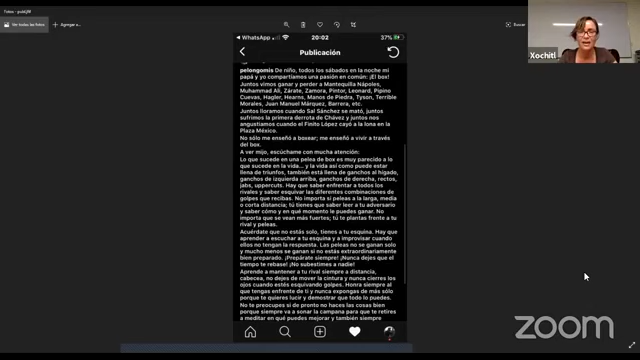 Fotos - publi2M
Ver todas las fotos
Agregar a...
Buscar
WhatsApp
20:02
37%
Publicación
pelongomis De niño, todos los sábados en la noche mi
papá y yo compartíamos una pasión en común: ¡El box!
Juntos vimos ganar y perder a Mantequilla Nápoles,
Muhammad Ali, Zárate, Zamora, Pintor, Leonard, Pipino
Cuevas, Hagler, Hearns, Manos de Piedra, Tyson, Terrible
Morales, Juan Manuel Márquez, Barrera, etc.
Juntos lloramos cuando Sal Sánchez se mató, juntos
sufrimos la primera derrota de Chávez y juntos nos
angustiamos cuando el Finito López cayó a la lona en la
Plaza México.
No sólo me enseñó a boxear; me enseñó a vivir a través
del box.
A ver mijo, escúchame con mucha atención:
Lo que sucede en una pelea de box es muy parecido a lo
que sucede en la vida... y la vida así como puede estar
llena de triunfos, también está llena de ganchos al hígado,
ganchos de izquierda arriba, ganchos de derecha, rectos,
jabs, uppercuts. Hay que saber enfrentar a todos los
rivales y saber esquivar las diferentes combinaciones de
golpes que recibas. No importa si peleas a la larga, media
o corta distancia; tú tienes que saber leer a tu adversario
y saber cómo y en qué momento le puedes ganar. No
importa que se vean más fuertes; tú te plantas frente a tu
rival y peleas.
Acuérdate que no estás solo, tienes a tu esquina. Hay que
aprender a escuchar a tu esquina y a improvisar cuando
ellos no tengan la respuesta. Las peleas no se ganan solo
y mucho menos se ganan si no estás extraordinariamente
bien preparado. ¡Prepárate siempre! ¡Nunca dejes que el
tiempo te rebase! ¡No subestimes a nadie!
Aprende a mantener a tu rival siempre a distancia,
cabecea, no dejes de mover la cintura y nunca cierres los
ojos cuando estés esquivando golpes. Honra siempre al
que tengas enfrente de ti y nunca expongas de más sólo
porque te quieres lucir y demostrar que todo lo puedes.
No te preocupes si de pronto no haces las cosas bien
porque siempre va a sonar la campana para que te retires
a meditar en qué puedes mejorar y también siempre
Xochitl
zoom